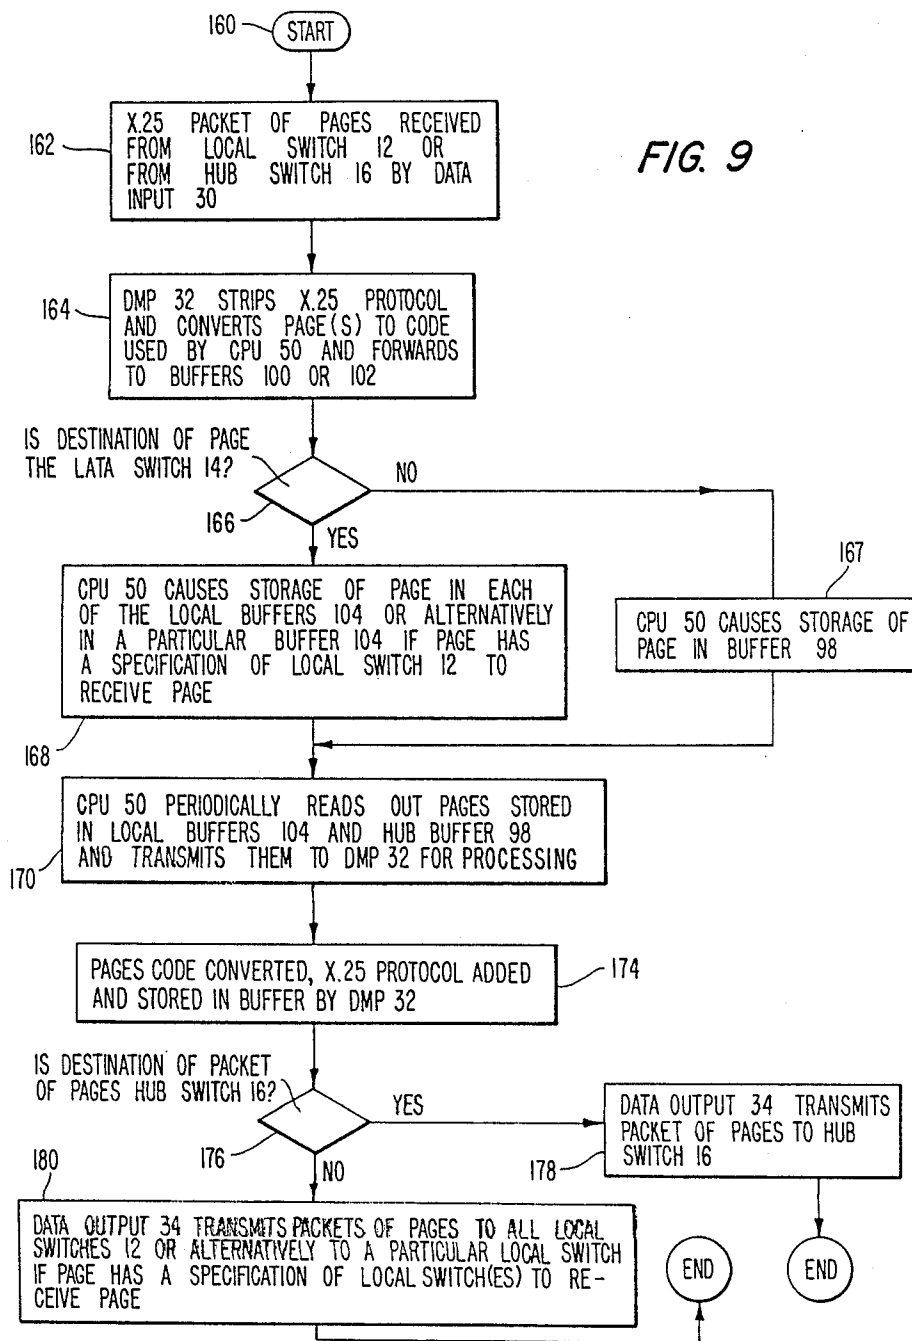 160
START
162
X.25 PACKET OF PAGES RECEIVED
FROM LOCAL SWITCH 12 OR
FROM HUB SWITCH 16 BY DATA
INPUT 30
FIG. 9
164
DMP 32 STRIPS X.25 PROTOCOL
AND CONVERTS PAGE(S) TO CODE
USED BY CPU 50 AND FORWARDS
TO BUFFERS 100 OR 102
IS DESTINATION OF PAGE
THE LATA SWITCH 14?
NO
166
YES
167
CPU 50 CAUSES STORAGE OF PAGE IN EACH
OF THE LOCAL BUFFERS 104 OR ALTERNATIVELY
IN A PARTICULAR BUFFER 104 IF PAGE HAS
A SPECIFICATION OF LOCAL SWITCH 12 TO
RECEIVE PAGE
CPU 50 CAUSES STORAGE OF
PAGE IN BUFFER 98
168
CPU 50 PERIODICALLY READS OUT PAGES STORED
IN LOCAL BUFFERS 104 AND HUB BUFFER 98
AND TRANSMITS THEM TO DMP 32 FOR PROCESSING
170
PAGES CODE CONVERTED, X.25 PROTOCOL ADDED
AND STORED IN BUFFER BY DMP 32
174
IS DESTINATION OF PACKET
OF PAGES HUB SWITCH 16?
YES
176
NO
DATA OUTPUT 34 TRANSMITS
PACKET OF PAGES TO HUB
SWITCH 16
178
180
DATA OUTPUT 34 TRANSMITS PACKETS OF PAGES TO ALL LOCAL
SWITCHES 12 OR ALTERNATIVELY TO A PARTICULAR LOCAL SWITCH
IF PAGE HAS A SPECIFICATION OF LOCAL SWITCH(ES) TO RE-
CEIVE PAGE
END
END